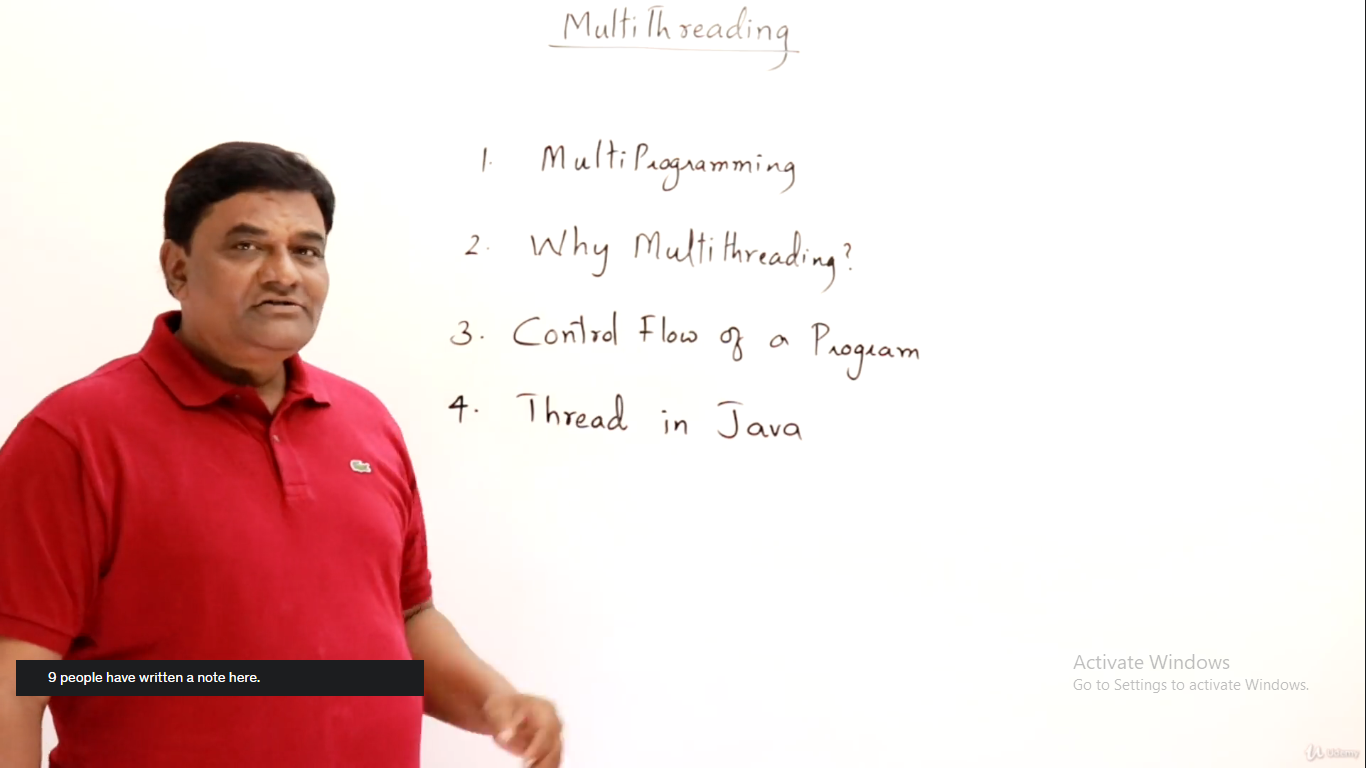 MultiThreading
1. MultiProgramming
2. Why Multithreading?
3. Control Flow of a Program
4. Thread in Java
9 people have written a note here.
Activate Windows
Go to Settings to activate Windows.
Udemy